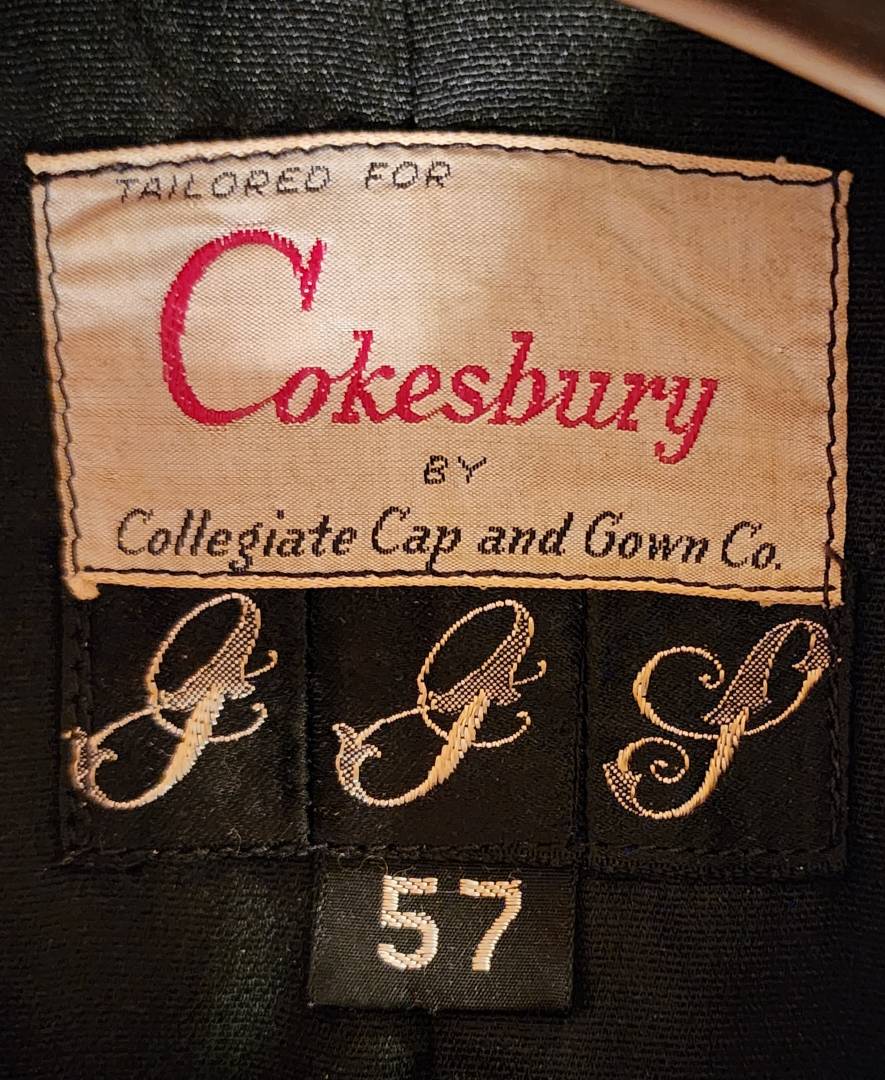 TAILORED FOR
Cokesbury
BY
Collegiate Cap and Gown Co.
57